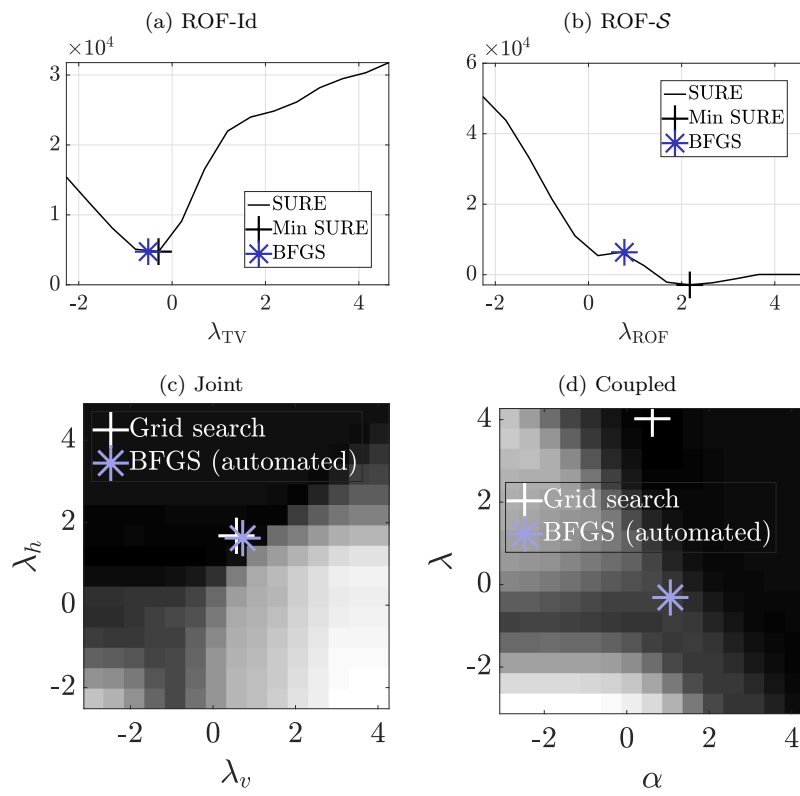 (a) ROF-Id
×10⁴
3
2
1
0
-2 0 2 4
λ_TV
SURE
Min SURE
BFGS
(b) ROF-𝒮
×10⁴
6
4
2
0
-2 0 2 4
λ_ROF
SURE
Min SURE
BFGS
(c) Joint
4
2
0
-2
-2 0 2 4
λ_h
λ_v
Grid search
BFGS (automated)
(d) Coupled
4
2
0
-2
-2 0 2 4
λ
α
Grid search
BFGS (automated)